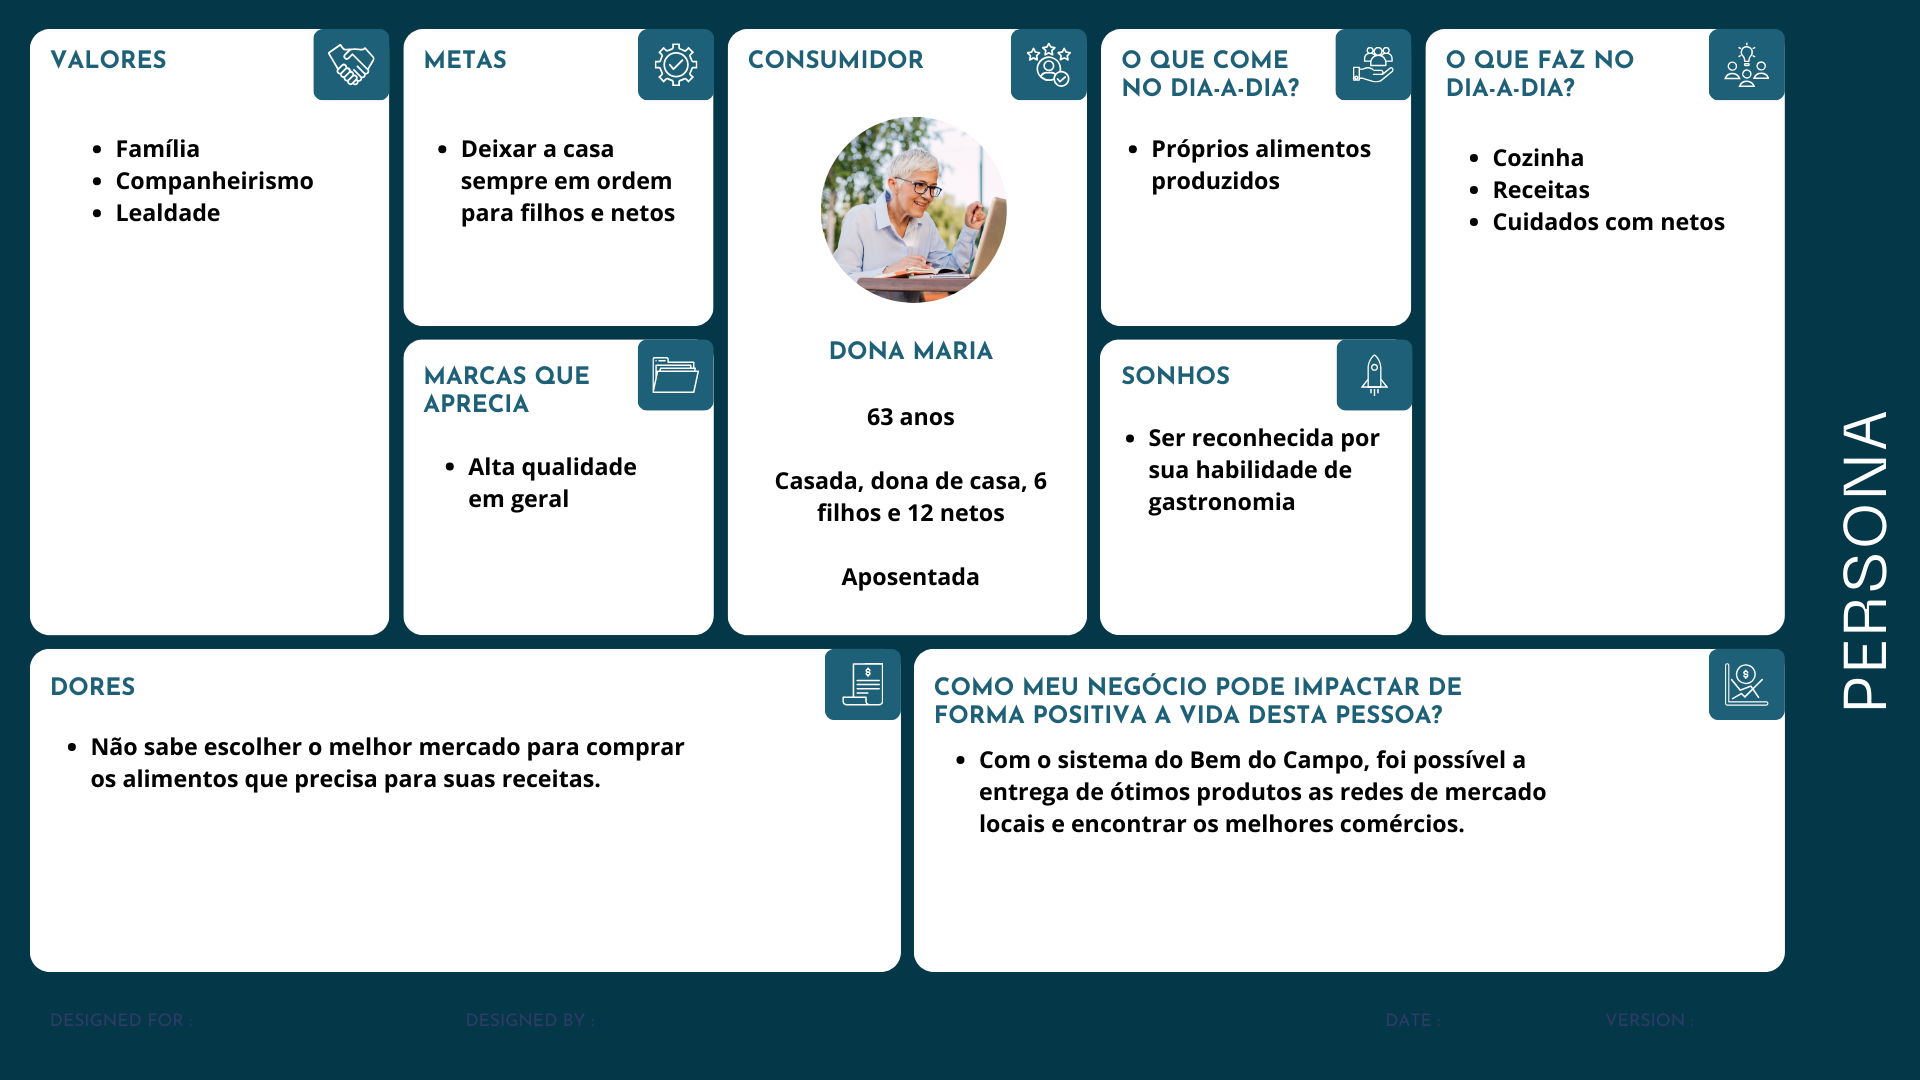 VALORES
Família
Companheirismo
Lealdade
METAS
Deixar a casa
sempre em ordem
para filhos e netos
MARCAS QUE
APRECIA
Alta qualidade
em geral
CONSUMIDOR
DONA MARIA
63 anos
Casada, dona de casa, 6
filhos e 12 netos
Aposentada
O QUE COME
NO DIA-A-DIA?
Próprios alimentos
produzidos
SONHOS
Ser reconhecida por
sua habilidade de
gastronomia
O QUE FAZ NO
DIA-A-DIA?
Cozinha
Receitas
Cuidados com netos
DORES
Não sabe escolher o melhor mercado para comprar
os alimentos que precisa para suas receitas.
COMO MEU NEGÓCIO PODE IMPACTAR DE
FORMA POSITIVA A VIDA DESTA PESSOA?
Com o sistema do Bem do Campo, foi possível a
entrega de ótimos produtos as redes de mercado
locais e encontrar os melhores comércios.
PERSONA
DESIGNED FOR :
DESIGNED BY :
DATE :
VERSION :